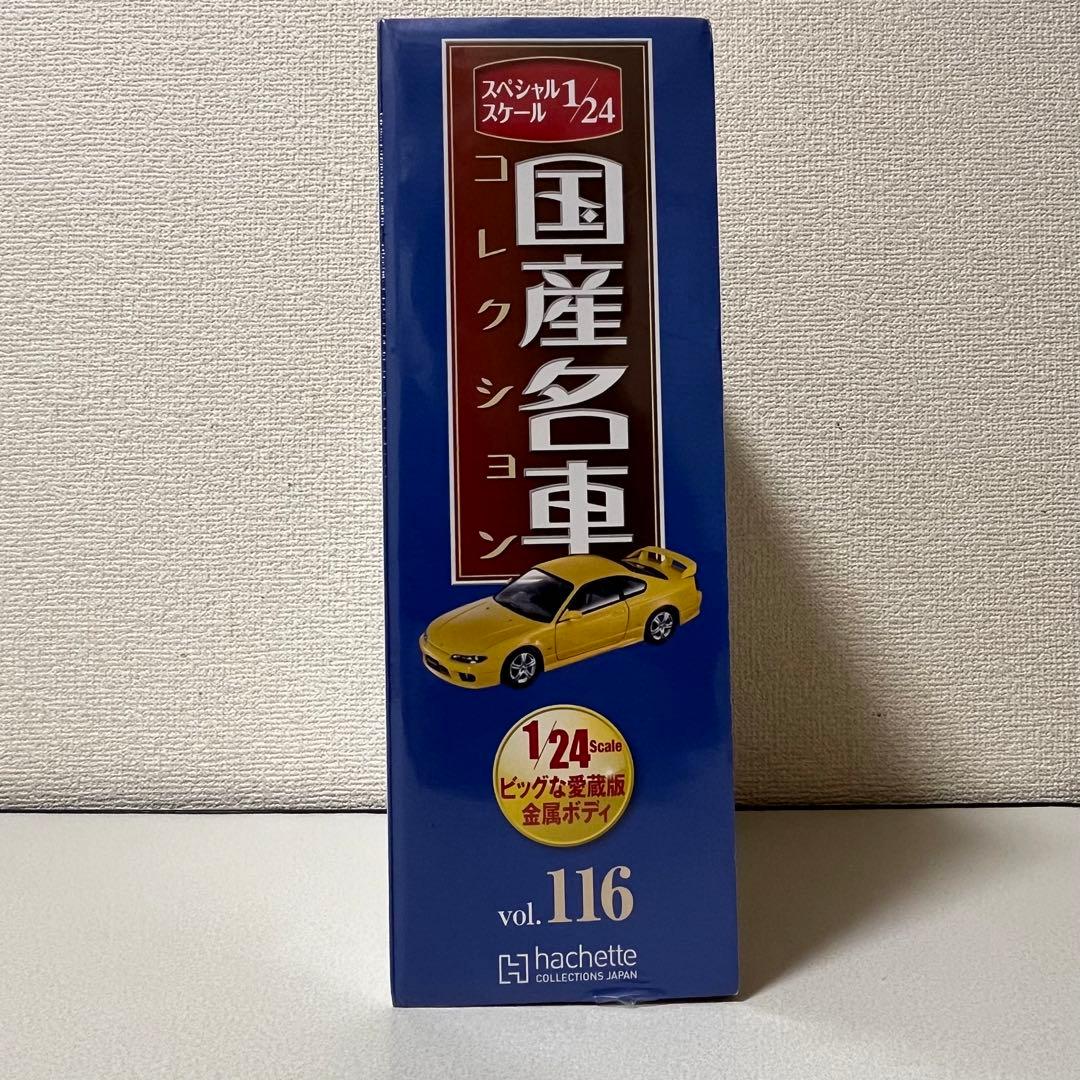 スペシャル
スケール 1/24
国産名車
コレクション
1/24 Scale
ビッグな愛蔵版
金属ボディ
vol. 116
hachette
COLLECTIONS JAPAN